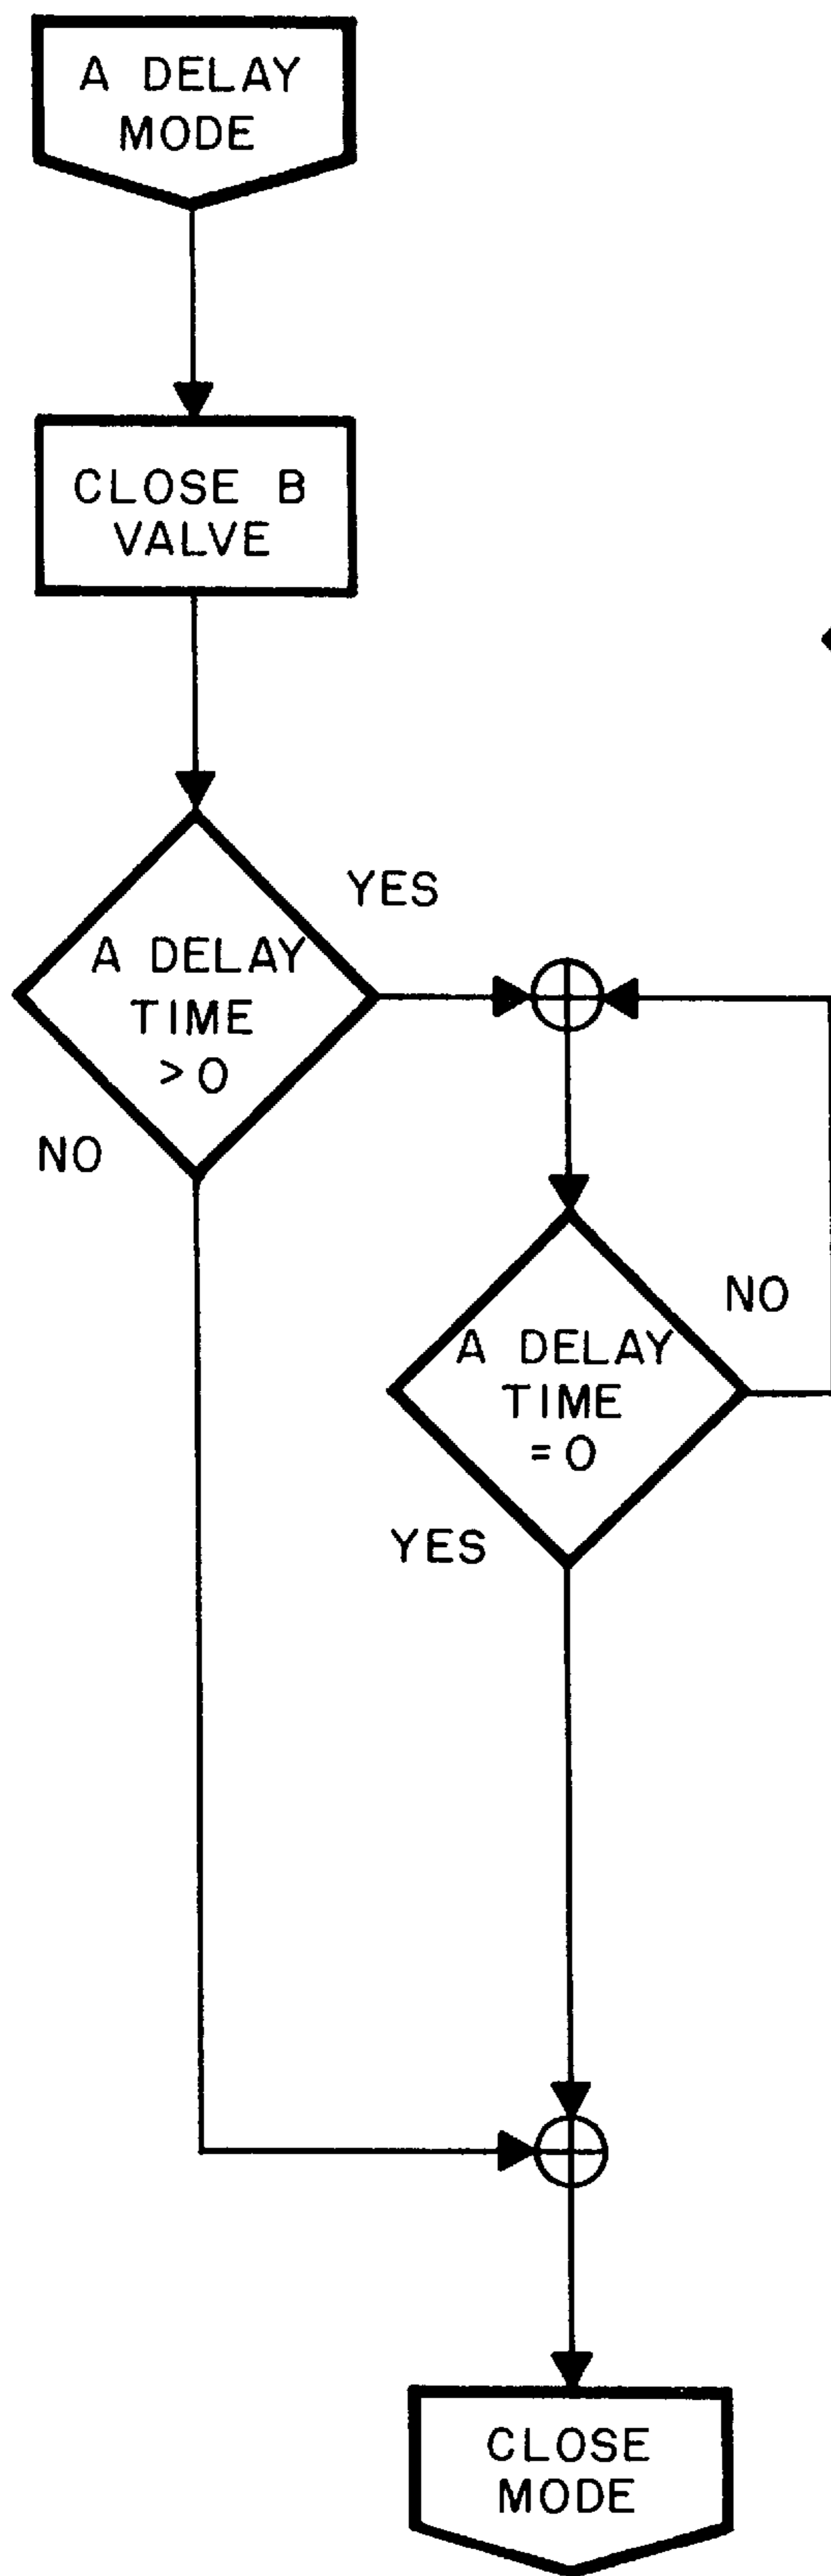 A DELAY
MODE
CLOSE B
VALVE
YES
A DELAY
TIME
> 0
NO
NO
A DELAY
TIME
= 0
YES
CLOSE
MODE